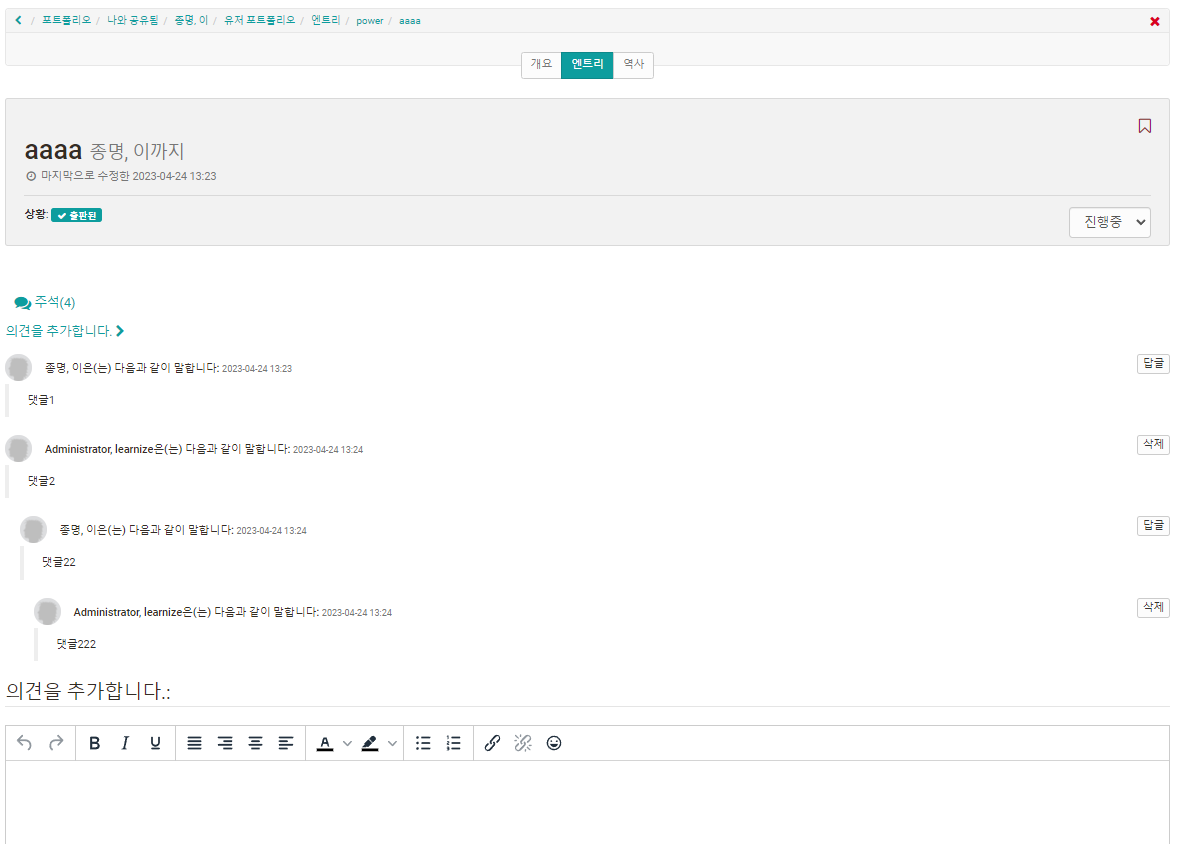 / 포트폴리오 / 나와 공유됨 / 종명, 이 / 유저 포트폴리오 / 엔트리 / power / aaaa
개요 엔트리 역사
aaaa 종명, 이까지
마지막으로 수정한 2023-04-24 13:23
상황: 출판된
진행중
주석(4)
의견을 추가합니다.
종명, 이은(는) 다음과 같이 말합니다: 2023-04-24 13:23 답글
댓글1
Administrator, learnize은(는) 다음과 같이 말합니다: 2023-04-24 13:24 삭제
댓글2
종명, 이은(는) 다음과 같이 말합니다: 2023-04-24 13:24 답글
댓글22
Administrator, learnize은(는) 다음과 같이 말합니다: 2023-04-24 13:24 삭제
댓글222
의견을 추가합니다.:
B I U A